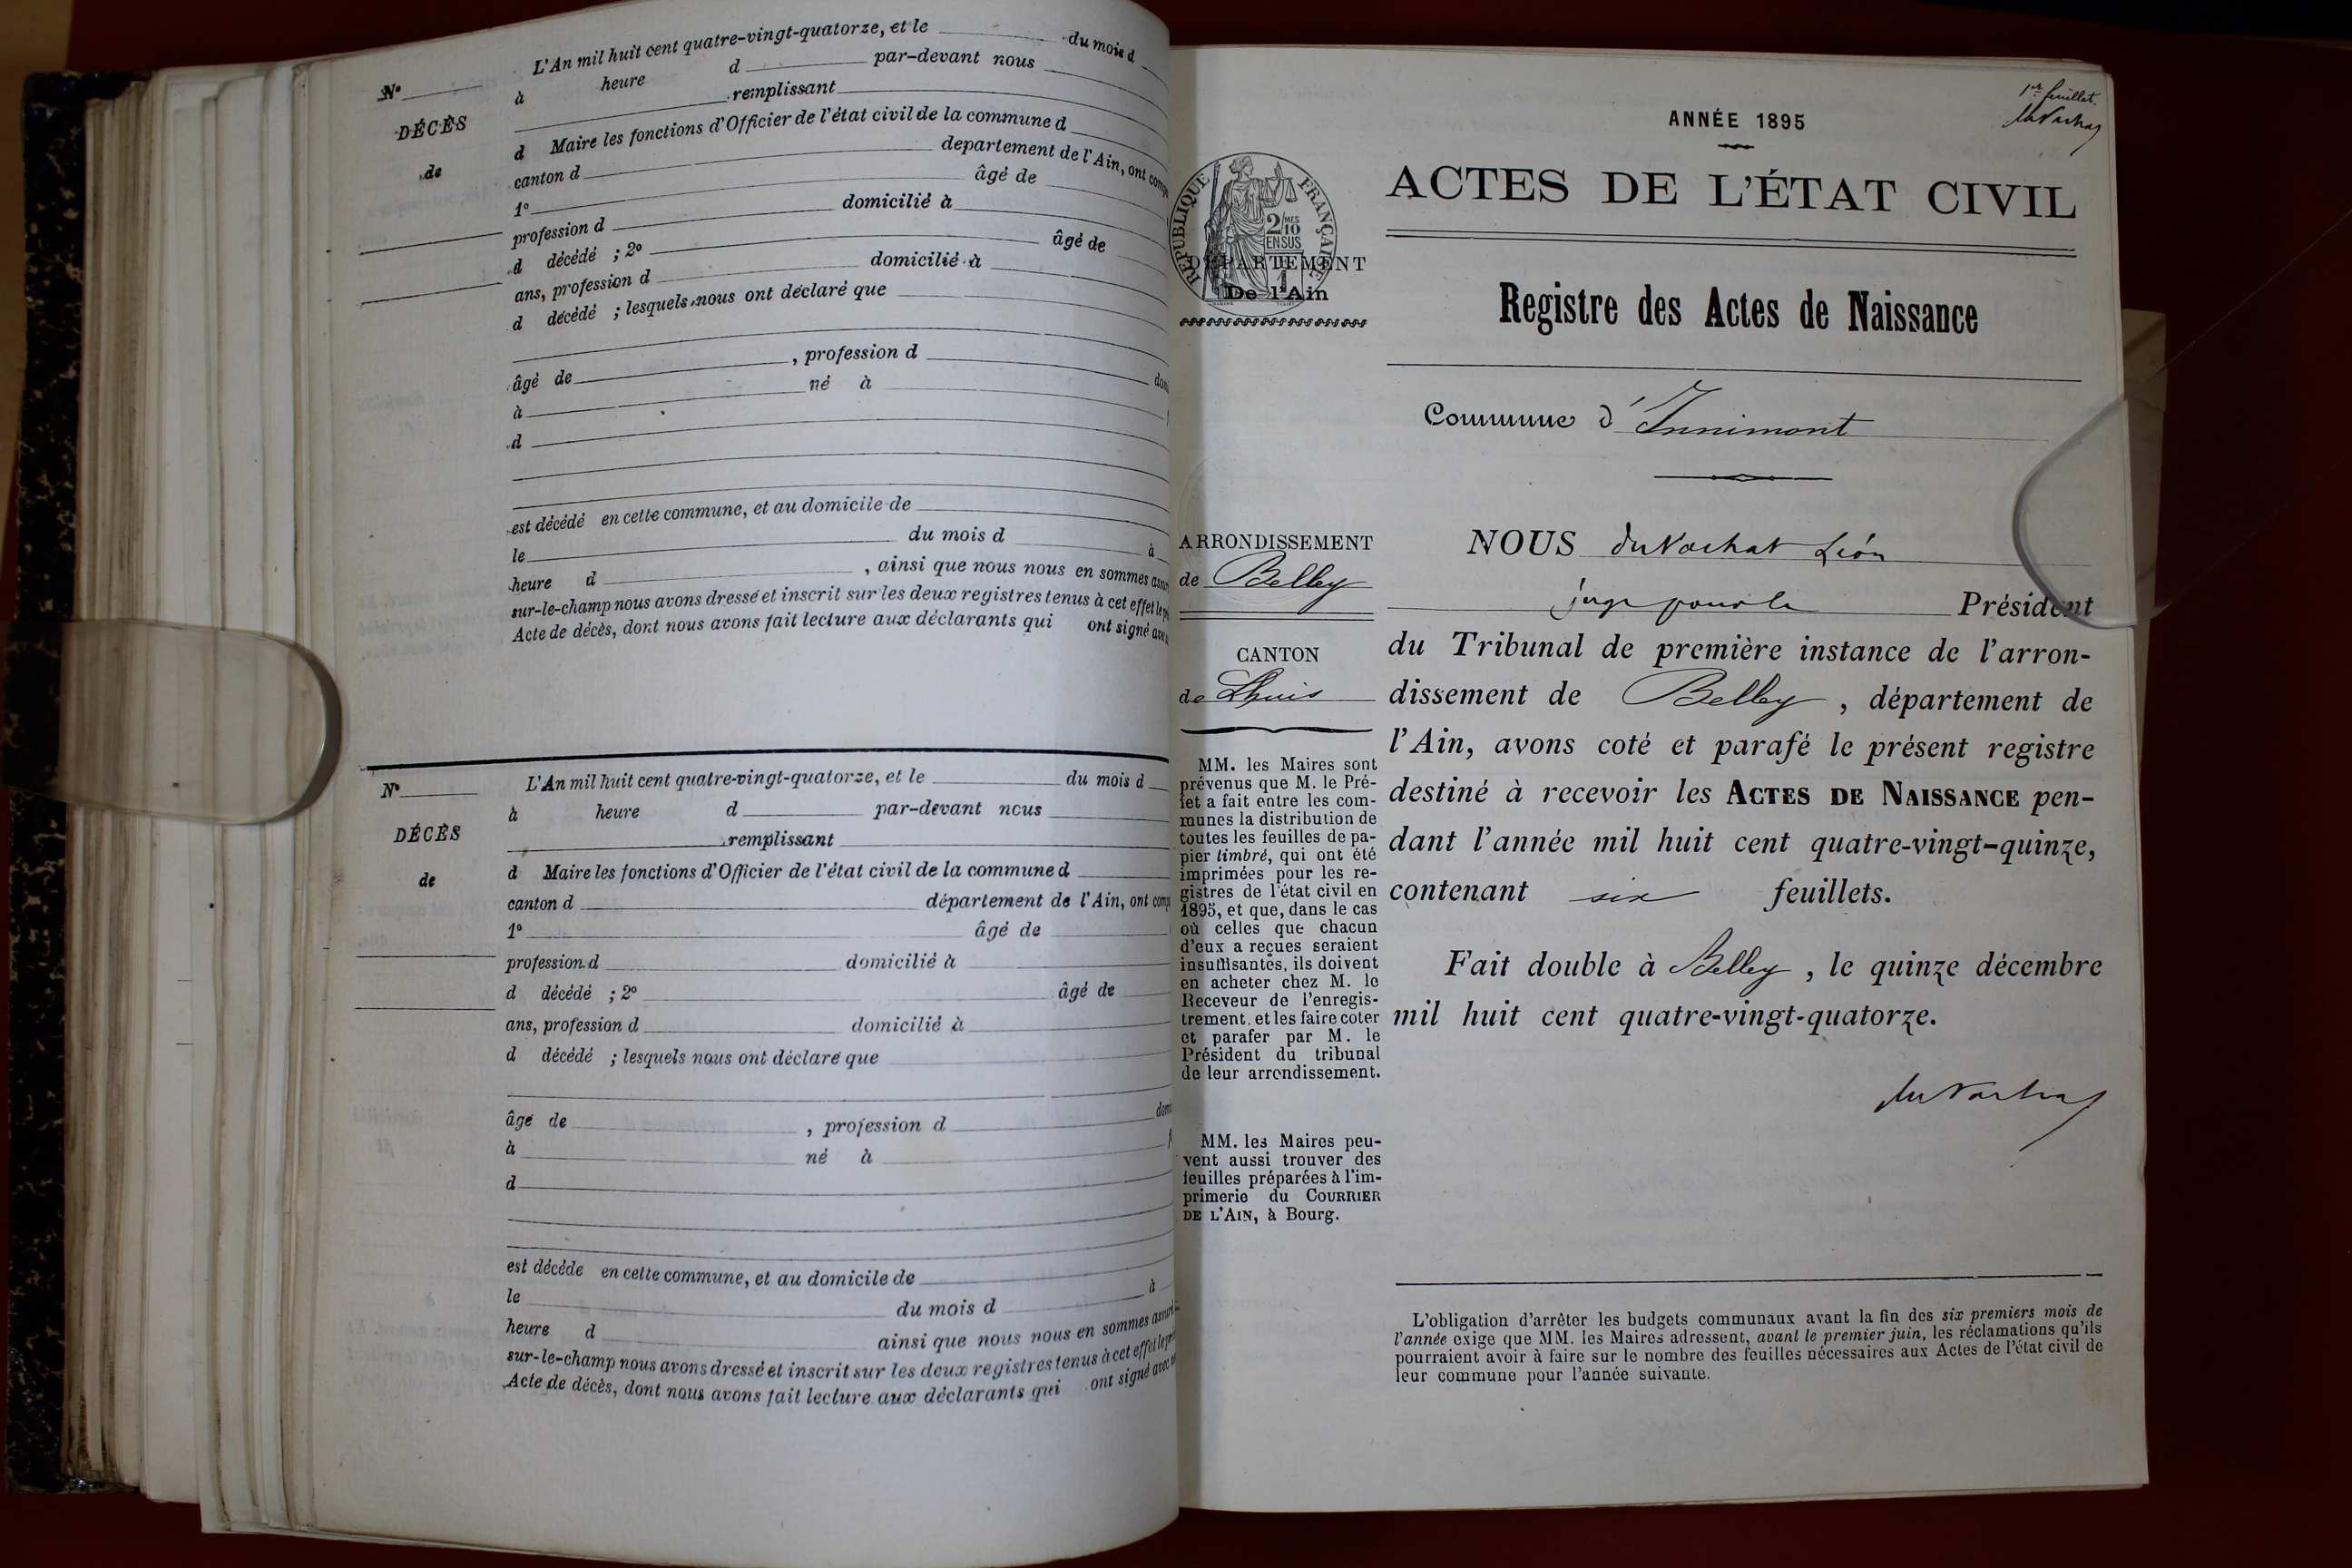 N°
DÉCÈS
de
L'An mil huit cent quatre-vingt-quatorze, et le du mois d
à heure d par-devant nous
remplissant
d Maire les fonctions d'Officier de l'état civil de la commune d
canton d département de l'Ain, ont
1° âgé de
profession d domicilié à
d décédé ; 2° âgé de
ans, profession d domicilié à
d décédé ; lesquels nous ont déclaré que
âgé de , profession d
à né à
d
est décédé en cette commune, et au domicile de
le du mois d à
heure d , ainsi que nous nous en sommes
sur-le-champ nous avons dressé et inscrit sur les deux registres tenus à cet effet
Acte de décès, dont nous avons fait lecture aux déclarants qui ont signé
N°
DÉCÈS
de
L'An mil huit cent quatre-vingt-quatorze, et le du mois d
à heure d par-devant nous
remplissant
d Maire les fonctions d'Officier de l'état civil de la commune d
canton d département de l'Ain, ont
1° âgé de
profession d domicilié à
d décédé ; 2° âgé de
ans, profession d domicilié à
d décédé ; lesquels nous ont déclaré que
âgé de , profession d
à né à
d
est décédé en cette commune, et au domicile de
le du mois d à
heure d ainsi que nous nous en sommes
sur-le-champ nous avons dressé et inscrit sur les deux registres tenus à cet effet
Acte de décès, dont nous avons fait lecture aux déclarants qui ont signé
1er feuillet.
duVachat
ANNÉE 1895
ACTES DE L'ÉTAT CIVIL
RÉPUBLIQUE FRANÇAISE
2 MES
10
EN SUS
DÉPARTEMENT
De l'Ain
Registre des Actes de Naissance
Commune d' Innimont
ARRONDISSEMENT
de Belley
CANTON
de Lhuis
MM. les Maires sont
prévenus que M. le Pré-
fet a fait entre les com-
munes la distribution de
toutes les feuilles de pa-
pier timbré, qui ont été
imprimées pour les re-
gistres de l'état civil en
1895, et que, dans le cas
où celles que chacun
d'eux a reçues seraient
insuffisantes, ils doivent
en acheter chez M. le
Receveur de l'enregis-
trement, et les faire coter
et parafer par M. le
Président du tribunal
de leur arrondissement.
MM. les Maires peu-
vent aussi trouver des
feuilles préparées à l'im-
primerie du COURRIER
DE L'AIN, à Bourg.
NOUS duVachat Léon
juge pour le Président
du Tribunal de première instance de l'arron-
dissement de Belley , département de
l'Ain, avons coté et parafé le présent registre
destiné à recevoir les ACTES DE NAISSANCE pen-
dant l'année mil huit cent quatre-vingt-quinze,
contenant six feuillets.
Fait double à Belley , le quinze décembre
mil huit cent quatre-vingt-quatorze.
duVachat
L'obligation d'arrêter les budgets communaux avant la fin des six premiers mois de
l'année exige que MM. les Maires adressent, avant le premier juin, les réclamations qu'ils
pourraient avoir à faire sur le nombre des feuilles nécessaires aux Actes de l'état civil de
leur commune pour l'année suivante.